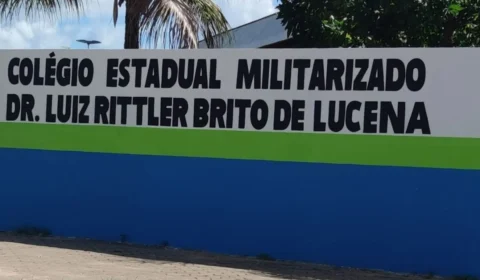 COLÉGIO ESTADUAL MILITARIZADO
DR. LUIZ RITTLER BRITO DE LUCENA